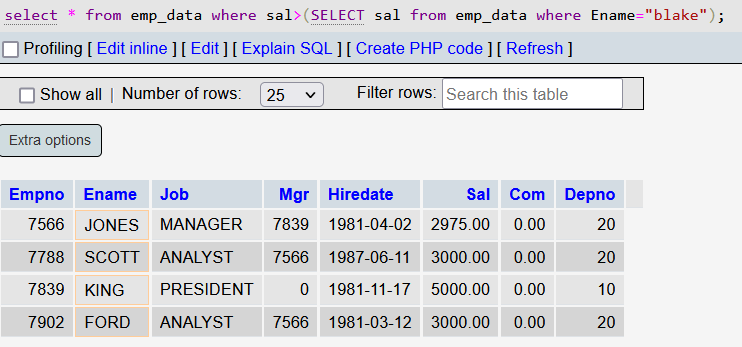 select * from emp_data where sal>(SELECT sal from emp_data where Ename="blake");
Profiling [ Edit inline ] [ Edit ] [ Explain SQL ] [ Create PHP code ] [ Refresh ]
Show all | Number of rows: 25 Filter rows: Search this table
Extra options
Empno Ename Job Mgr Hiredate Sal Com Depno
7566 JONES MANAGER 7839 1981-04-02 2975.00 0.00 20
7788 SCOTT ANALYST 7566 1987-06-11 3000.00 0.00 20
7839 KING PRESIDENT 0 1981-11-17 5000.00 0.00 10
7902 FORD ANALYST 7566 1981-03-12 3000.00 0.00 20